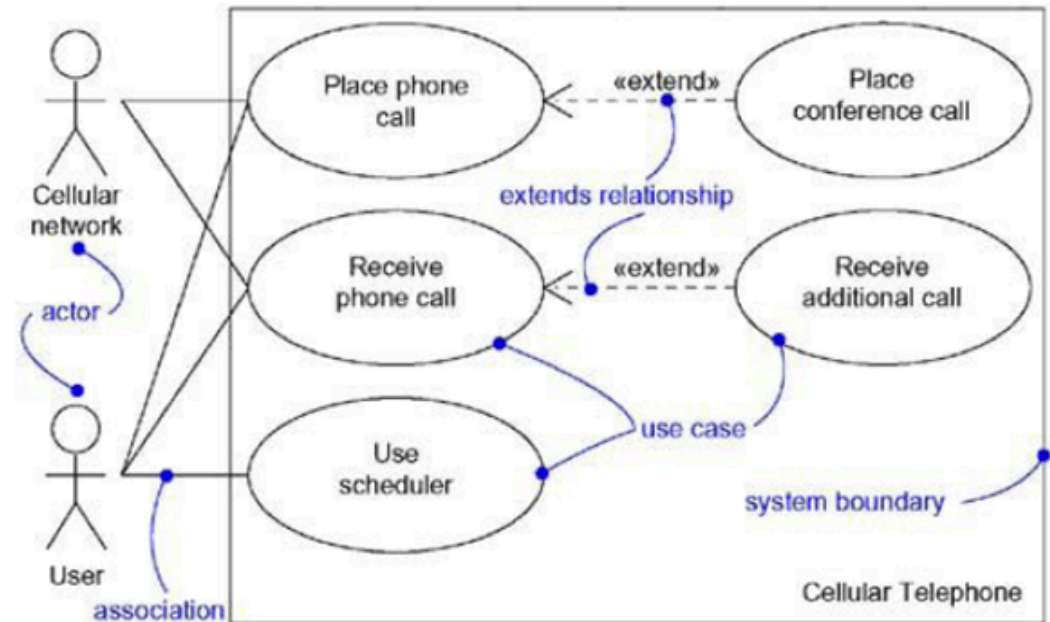 Place phone
call
«extend»
Place
conference call
Cellular
network
extends relationship
Receive
phone call
«extend»
Receive
additional call
actor
use case
Use
scheduler
system boundary
User
association
Cellular Telephone